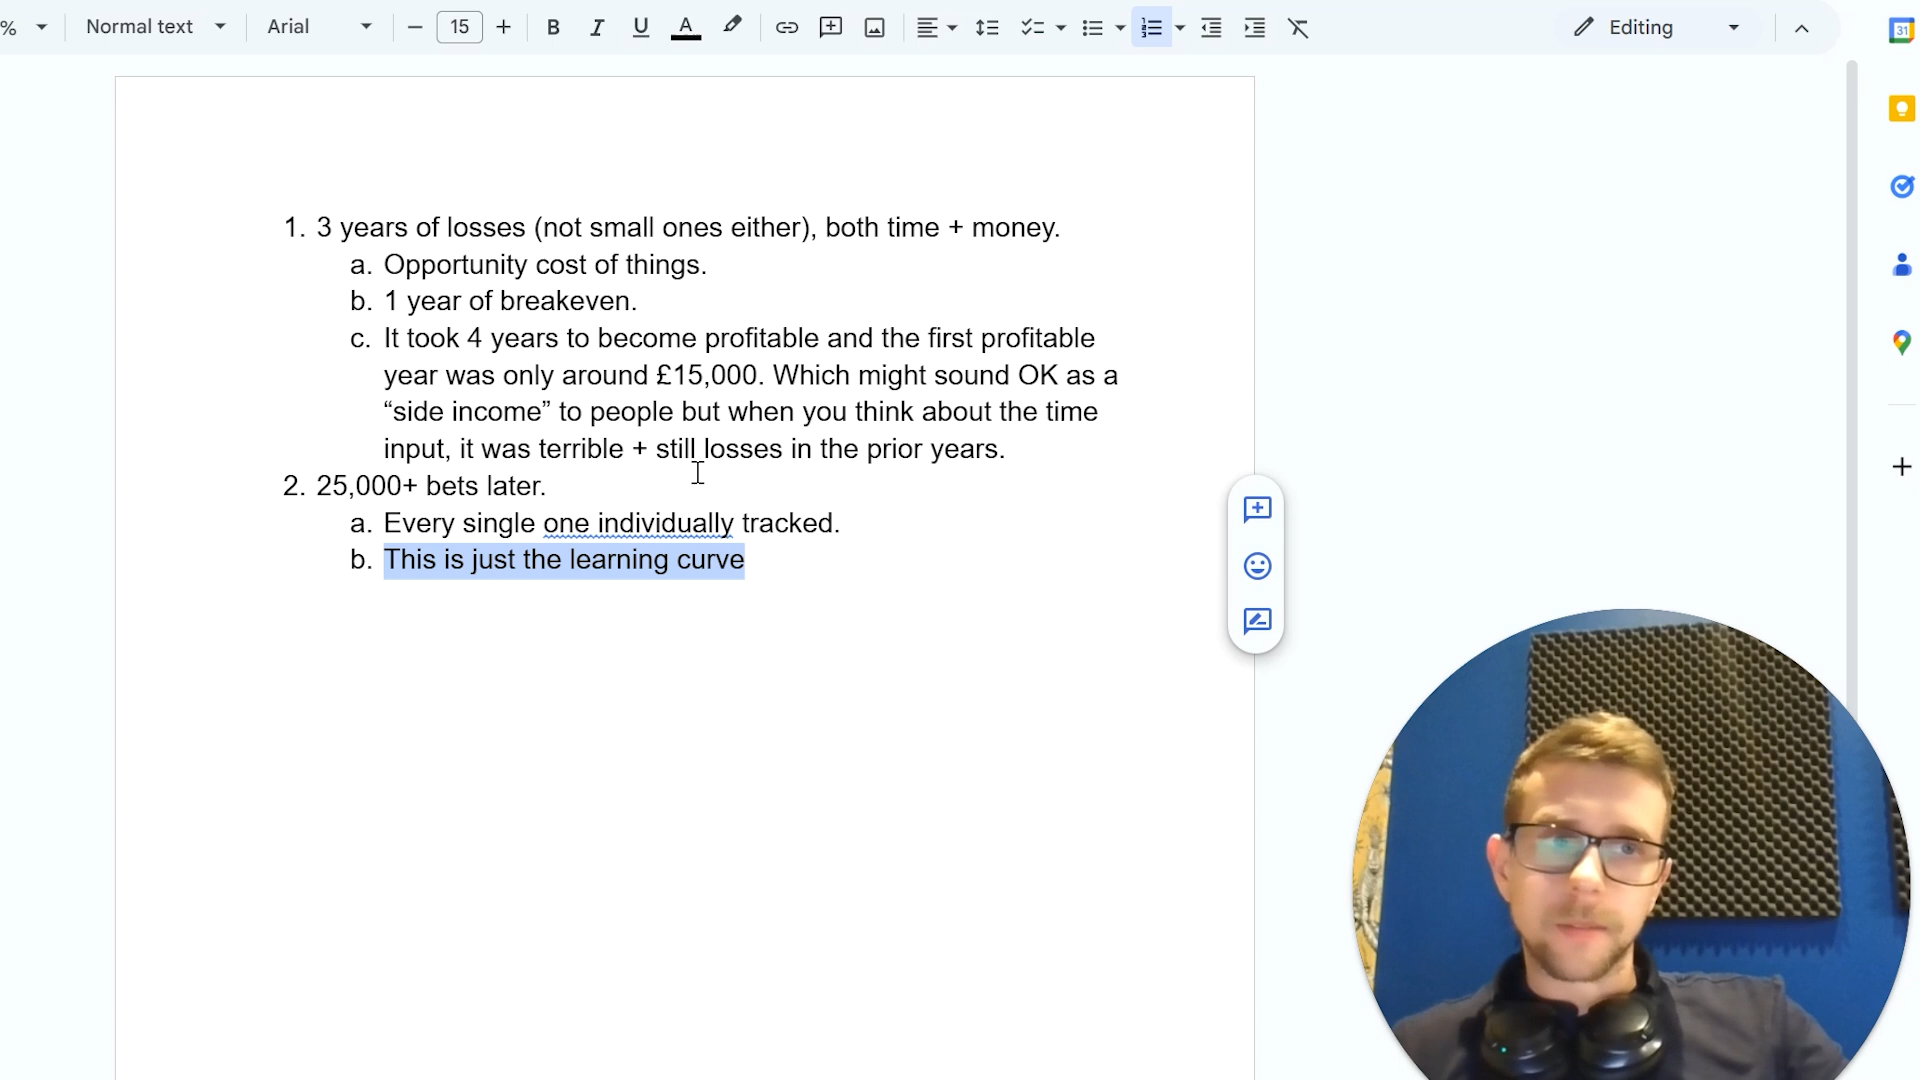 %
Normal text
Arial
15
B
I
U
A
Editing
31
1. 3 years of losses (not small ones either), both time + money.
a. Opportunity cost of things.
b. 1 year of breakeven.
c. It took 4 years to become profitable and the first profitable
year was only around £15,000. Which might sound OK as a
“side income” to people but when you think about the time
input, it was terrible + still losses in the prior years.
2. 25,000+ bets later.
a. Every single one individually tracked.
b. This is just the learning curve